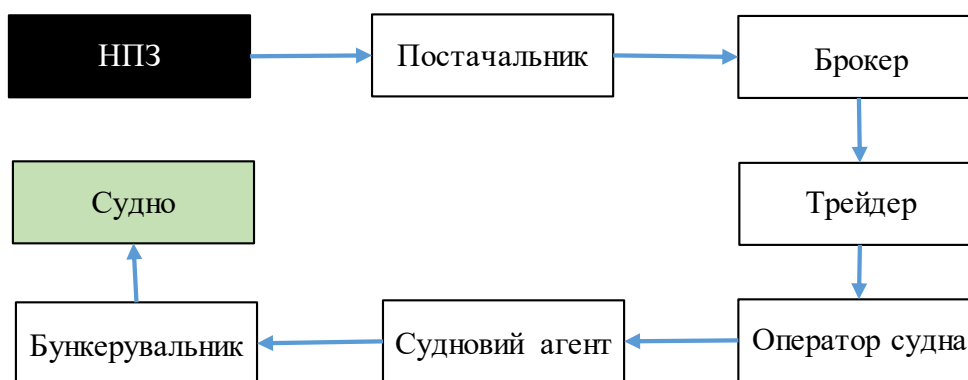 НПЗ
Постачальник
Брокер
Трейдер
Оператор судна
Судновий агент
Бункерувальник
Судно